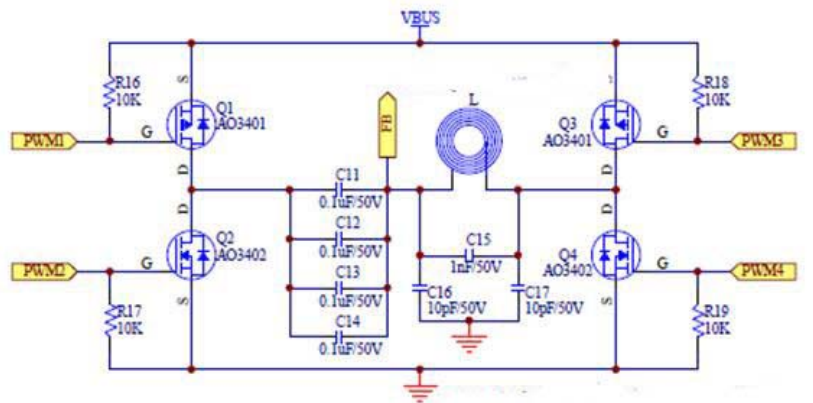 VBUS
R16
10K
S
Q1
AO3401
PWM1
G
D
FB
L
R18
10K
Q3
AO3401
G
PWM3
D
C11
0.1uF/50V
D
Q2
AO3402
PWM2
G
S
R17
10K
C12
0.1uF/50V
C13
0.1uF/50V
C14
0.1uF/50V
C15
1nF/50V
C16
10pF/50V
C17
10pF/50V
D
Q4
AO3402
G
PWM4
S
R19
10K